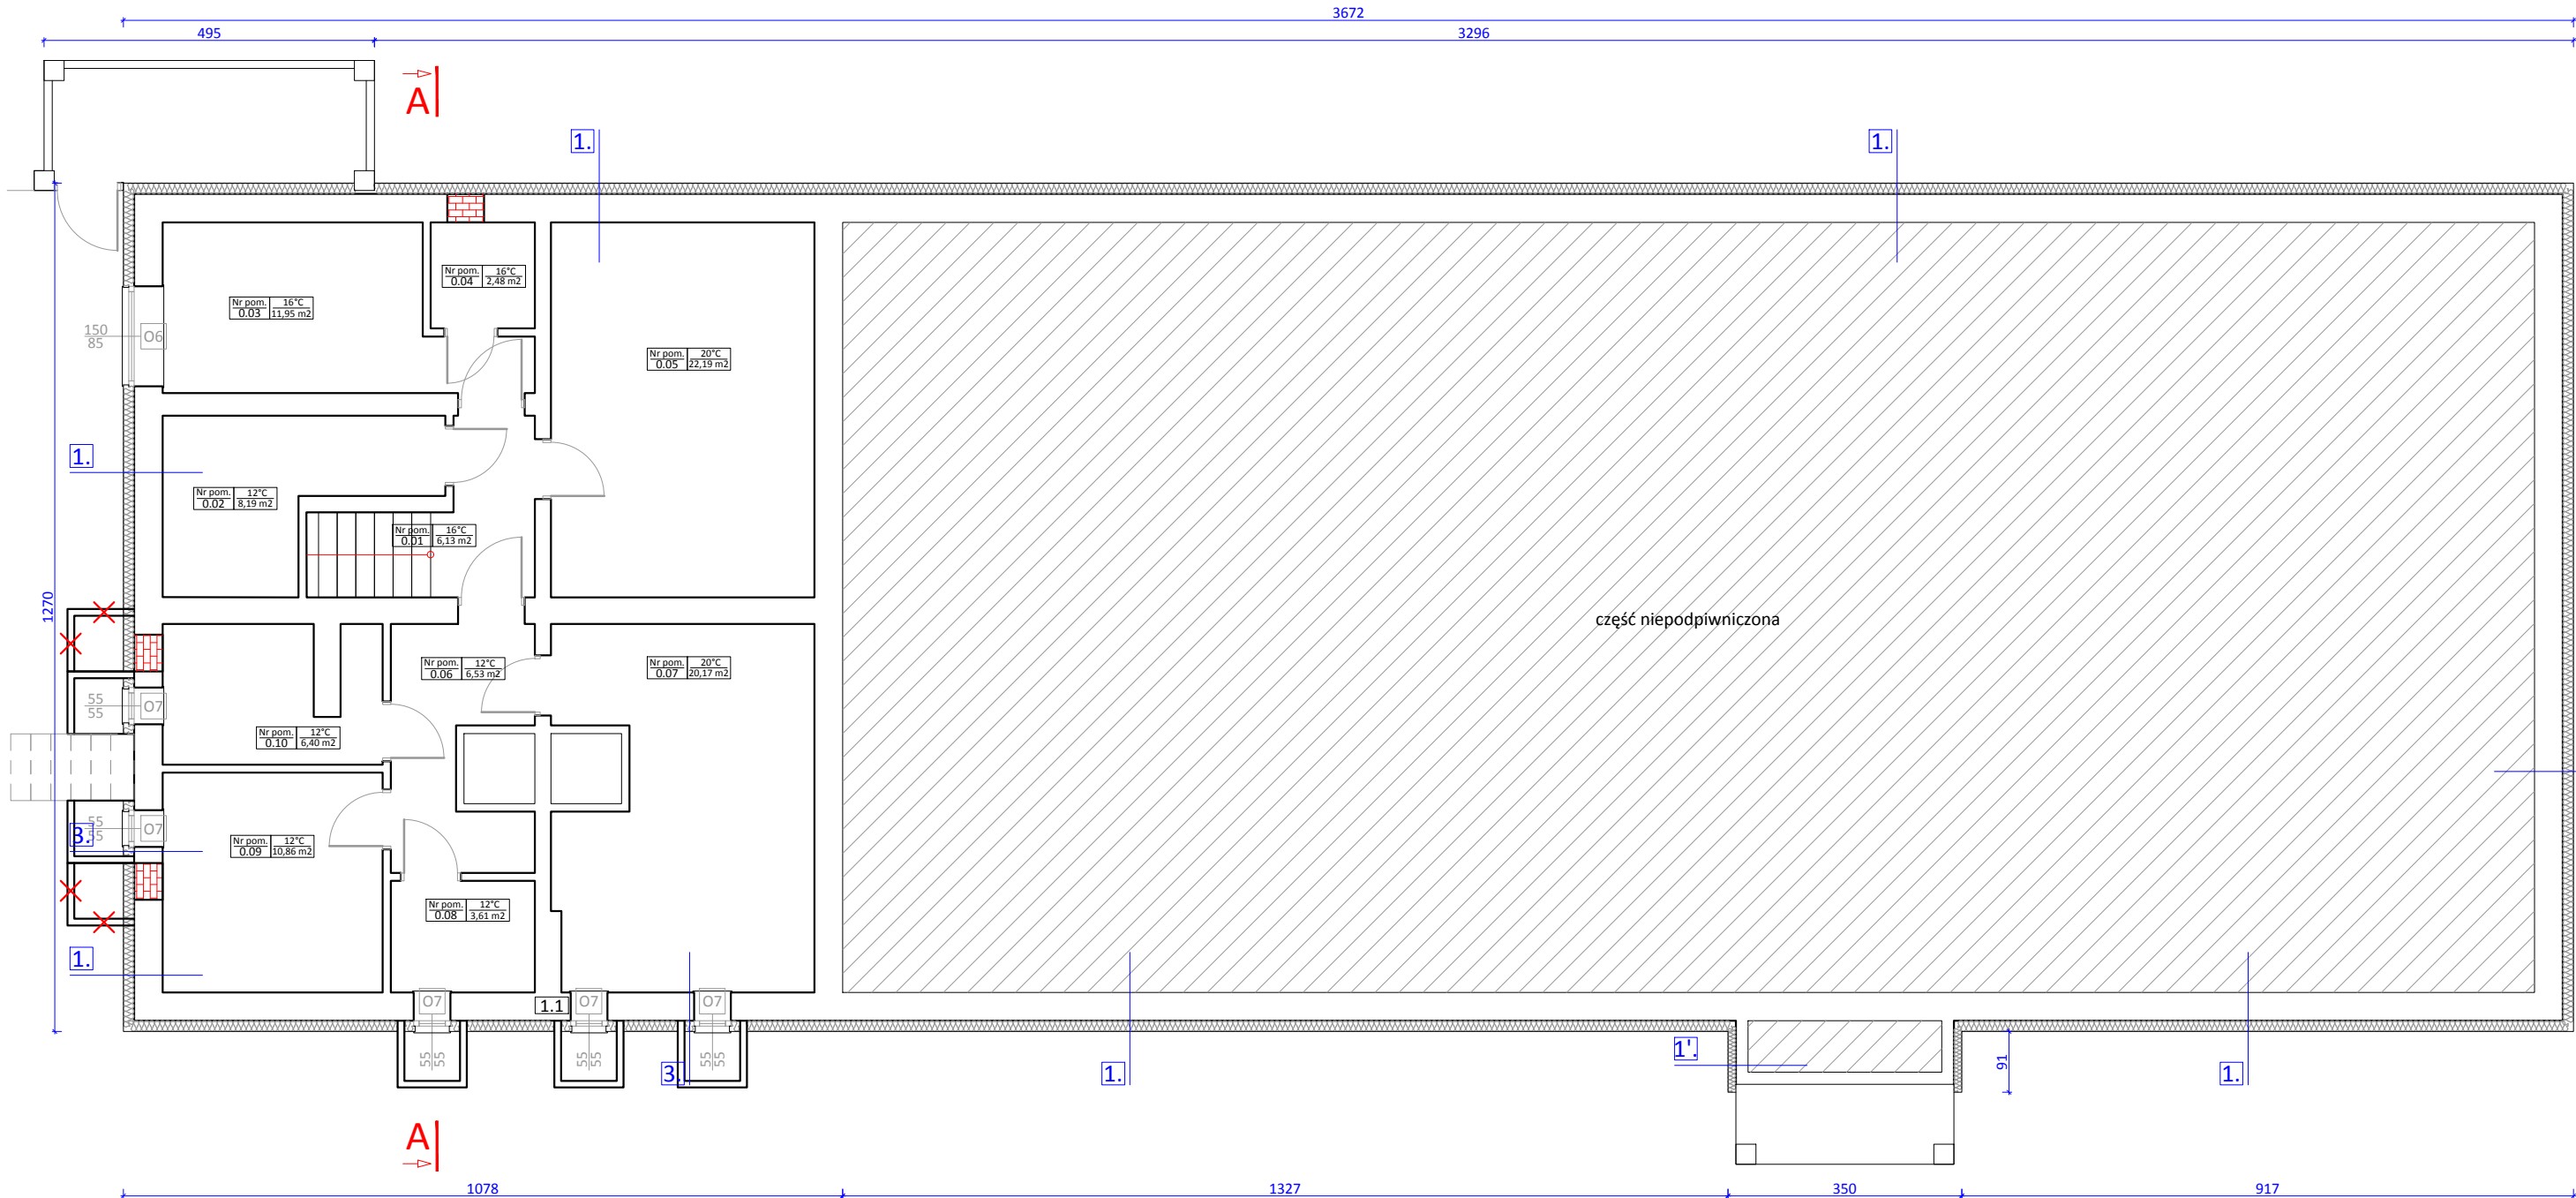 3672
495
3296
A
1.
1.
Nr pom. 16°C
0.04 2,48 m2
Nr pom. 16°C
0.03 11,95 m2
150
85
O6
Nr pom. 20°C
0.05 22,19 m2
1.
Nr pom. 12°C
0.02 8,19 m2
Nr pom. 16°C
0.01 6,13 m2
1270
część niepodpiwniczona
Nr pom. 12°C
0.06 6,53 m2
Nr pom. 20°C
0.07 20,17 m2
55
55
O7
Nr pom. 12°C
0.10 6,40 m2
55
55
O7
3.
Nr pom. 12°C
0.09 10,86 m2
Nr pom. 12°C
0.08 3,61 m2
1.
O7
1.1
O7
O7
55
55
55
55
55
55
3.
1.
1'.
91
1.
A
1078
1327
350
917